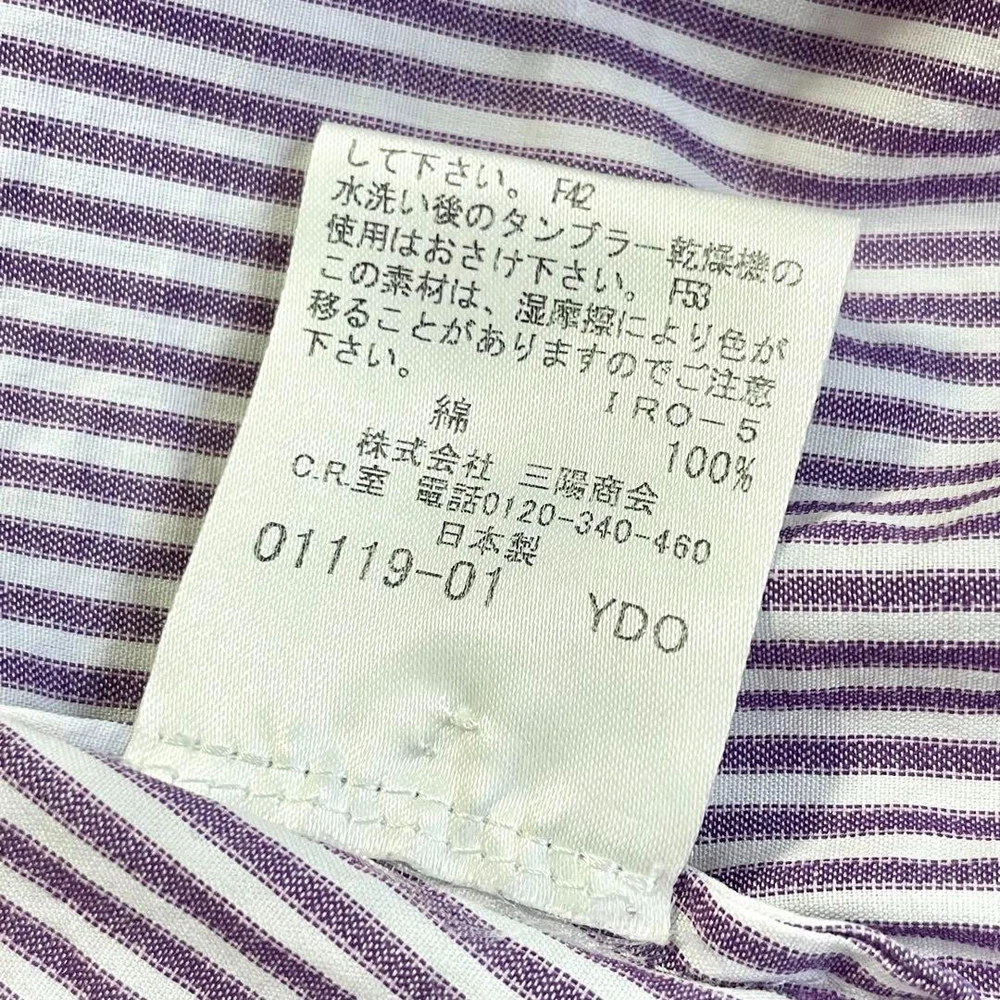 して下さい。 F42
水洗い後のタンブラー乾燥機の
使用はおさけ下さい。 F53
この素材は、湿摩擦により色が
移ることがありますのでご注意
下さい。
IRO-5
綿 100%
株式会社 三陽商会
C.R.室 電話0120-340-460
日本製
01119-01 YDO